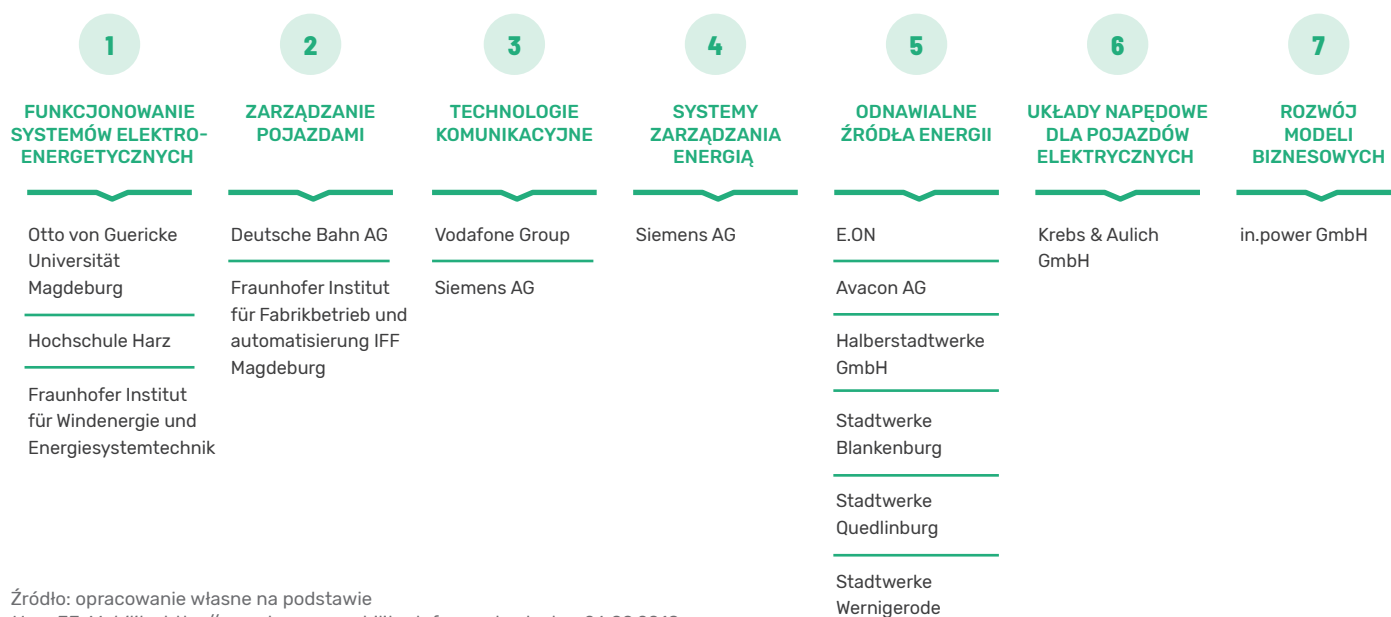 1
FUNKCJONOWANIE
SYSTEMÓW ELEKTRO-
ENERGETYCZNYCH
Otto von Guericke
Universität
Magdeburg
Hochschule Harz
Fraunhofer Institut
für Windenergie und
Energiesystemtechnik
2
ZARZĄDZANIE
POJAZDAMI
Deutsche Bahn AG
Fraunhofer Institut
für Fabrikbetrieb und
automatisierung IFF
Magdeburg
3
TECHNOLOGIE
KOMUNIKACYJNE
Vodafone Group
Siemens AG
4
SYSTEMY
ZARZĄDZANIA
ENERGIĄ
Siemens AG
5
ODNAWIALNE
ŹRÓDŁA ENERGII
E.ON
Avacon AG
Halberstadtwerke
GmbH
Stadtwerke
Blankenburg
Stadtwerke
Quedlinburg
Stadtwerke
Wernigerode
6
UKŁADY NAPĘDOWE
DLA POJAZDÓW
ELEKTRYCZNYCH
Krebs & Aulich
GmbH
7
ROZWÓJ
MODELI
BIZNESOWYCH
in.power GmbH
Źródło: opracowanie własne na podstawie